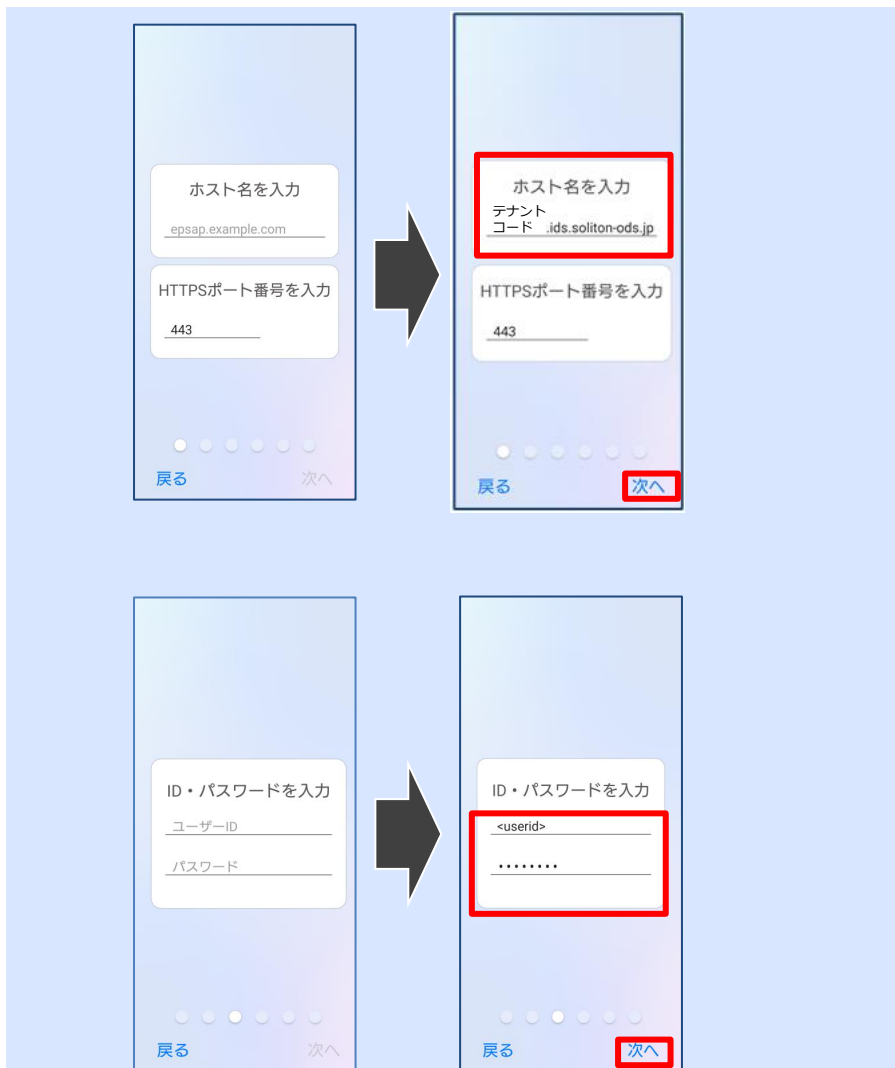 ホスト名を入力
epsap.example.com
HTTPSポート番号を入力
443
戻る
次へ
ホスト名を入力
テナント
コード .ids.soliton-ods.jp
HTTPSポート番号を入力
443
戻る
次へ
ID・パスワードを入力
ユーザーID
パスワード
戻る
次へ
ID・パスワードを入力
<userid>
••••••••
戻る
次へ